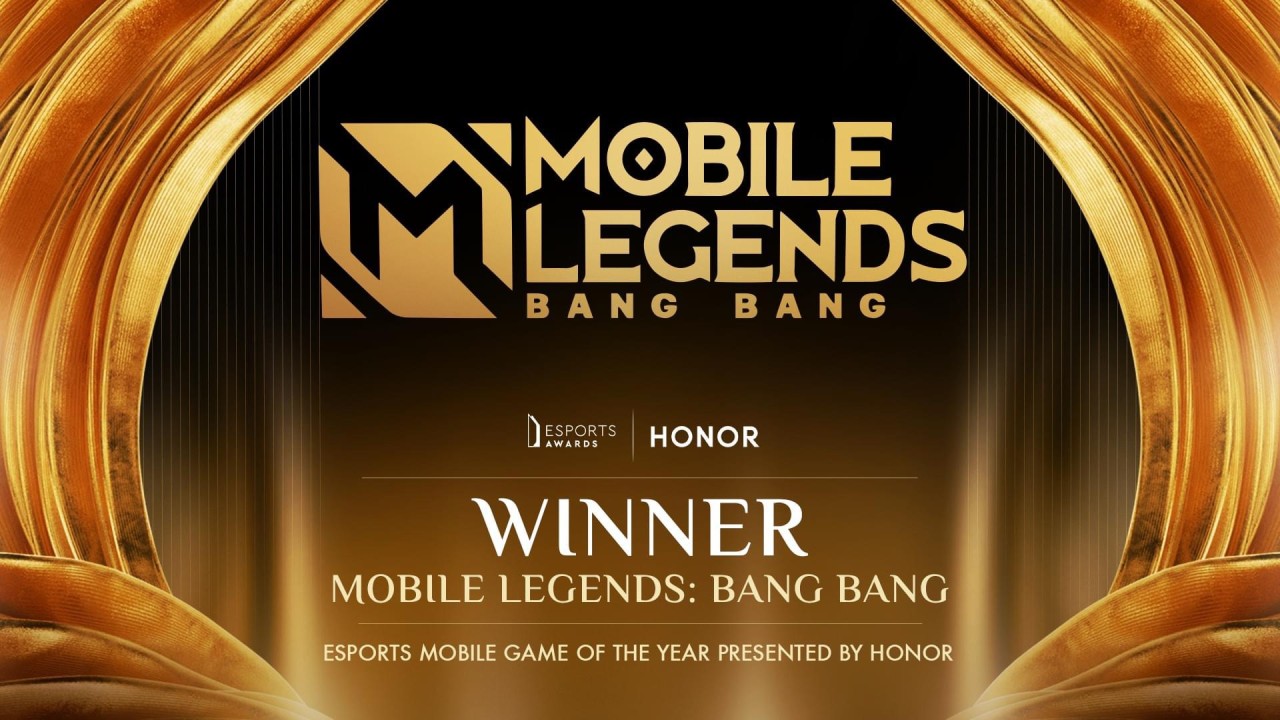 MOBILE
LEGENDS
BANG BANG
ESPORTS
AWARDS
HONOR
WINNER
MOBILE LEGENDS: BANG BANG
ESPORTS MOBILE GAME OF THE YEAR PRESENTED BY HONOR